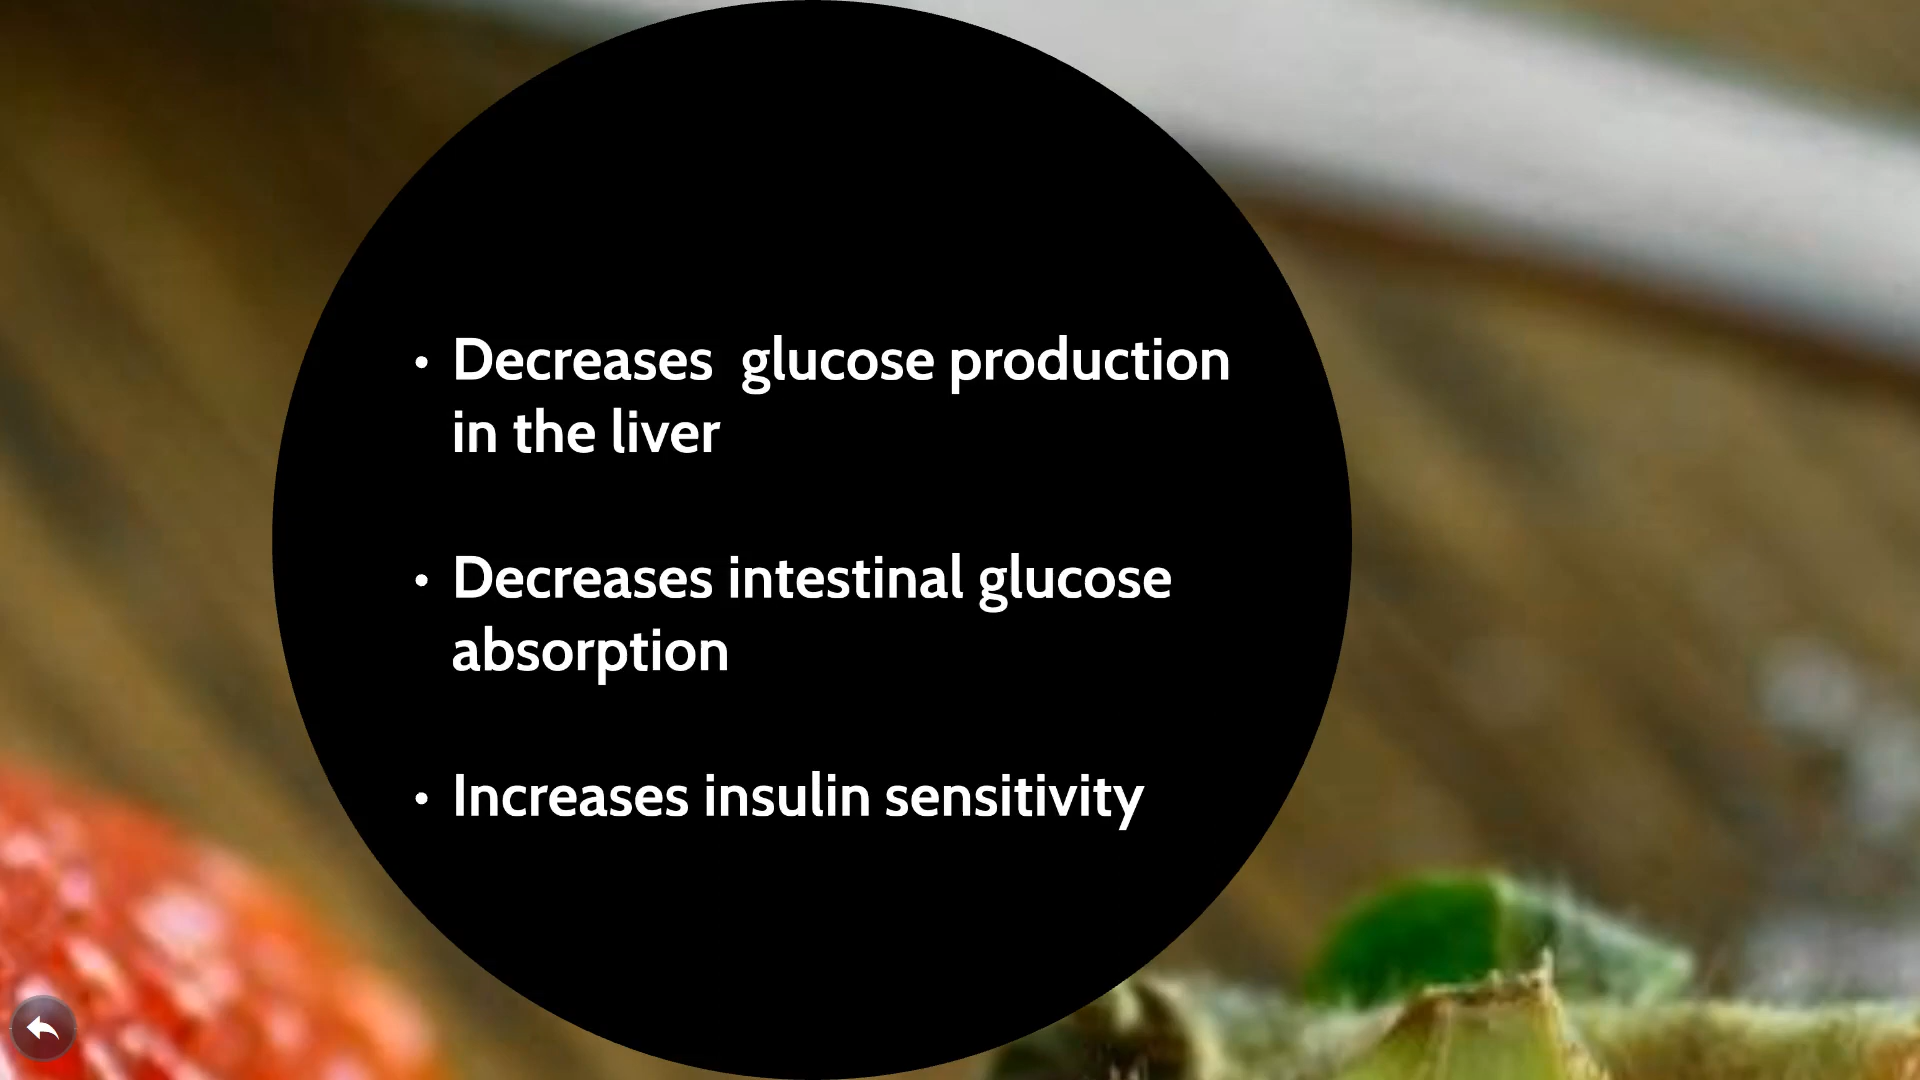 • Decreases  glucose production
in the liver
• Decreases intestinal glucose
absorption
• Increases insulin sensitivity